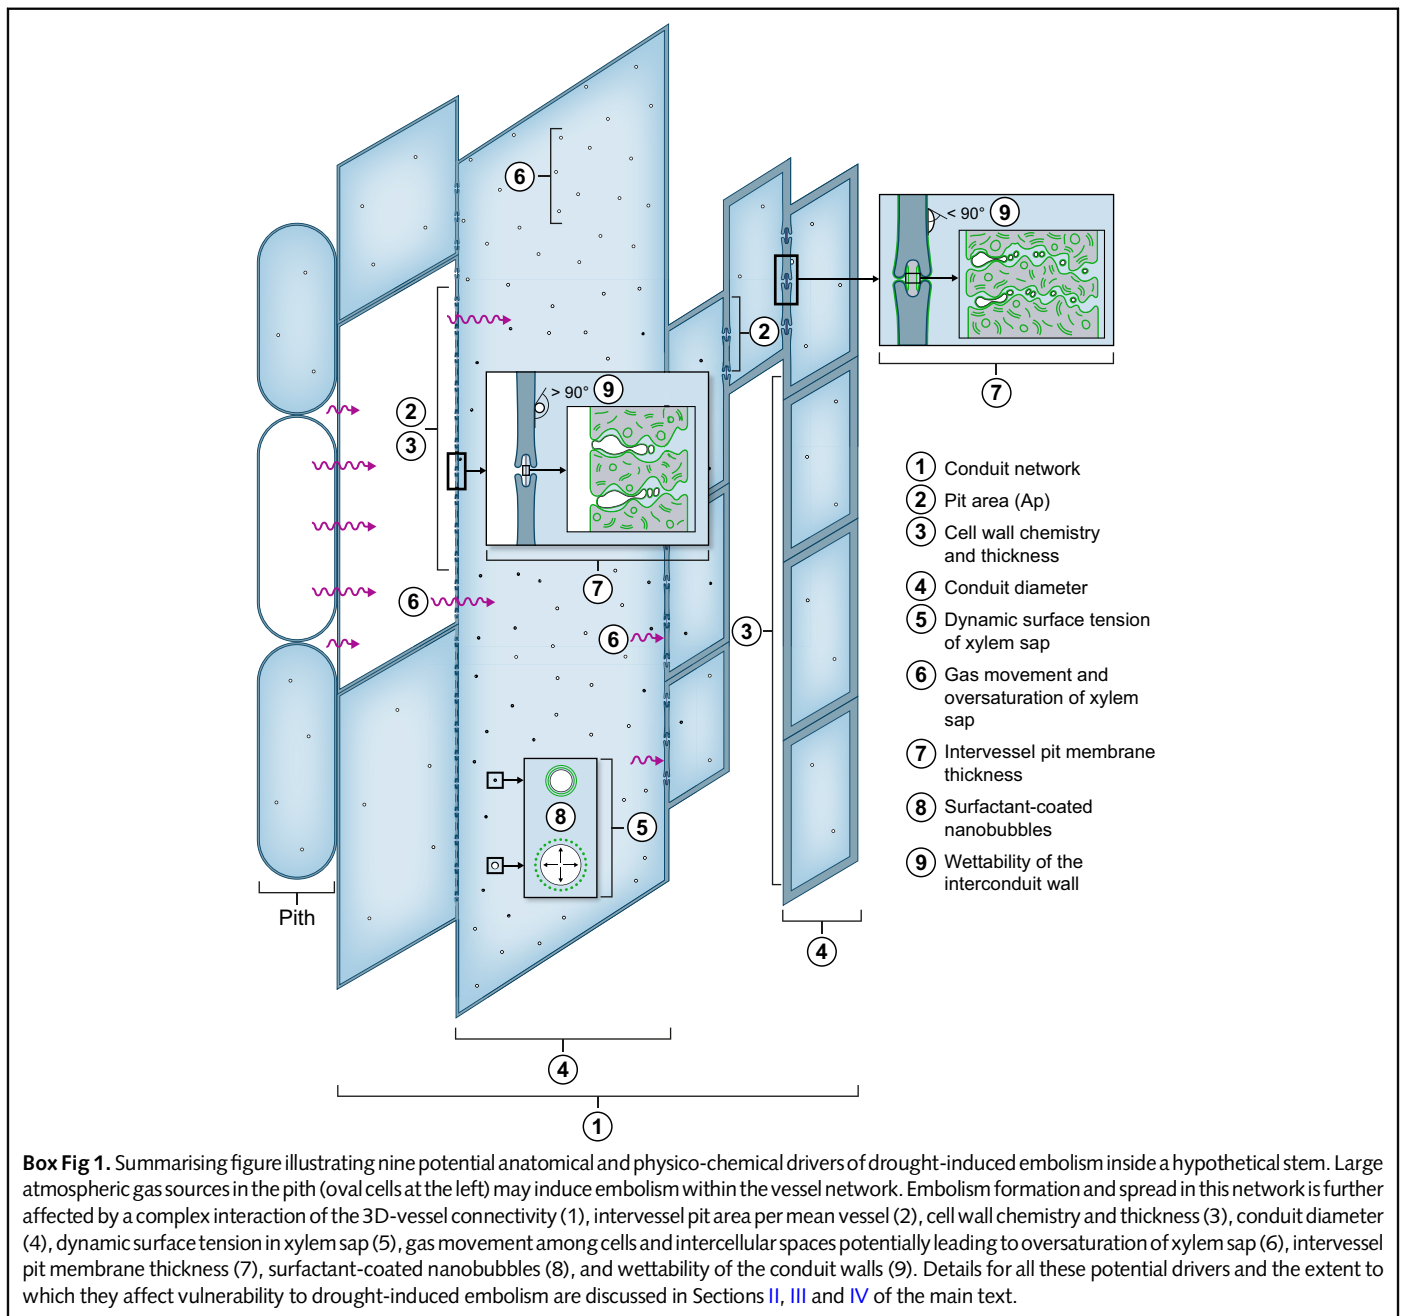 6
< 90° 9
2
7
> 90° 9
2
3
1 Conduit network
2 Pit area (Ap)
3 Cell wall chemistry
and thickness
4 Conduit diameter
5 Dynamic surface tension
of xylem sap
6 Gas movement and
oversaturation of xylem
sap
7 Intervessel pit membrane
thickness
8 Surfactant-coated
nanobubbles
9 Wettability of the
interconduit wall
7
6
6
3
8
5
Pith
4
4
1
Box Fig 1. Summarising figure illustrating nine potential anatomical and physico-chemical drivers of drought-induced embolism inside a hypothetical stem. Large
atmospheric gas sources in the pith (oval cells at the left) may induce embolism within the vessel network. Embolism formation and spread in this network is further
affected by a complex interaction of the 3D-vessel connectivity (1), intervessel pit area per mean vessel (2), cell wall chemistry and thickness (3), conduit diameter
(4), dynamic surface tension in xylem sap (5), gas movement among cells and intercellular spaces potentially leading to oversaturation of xylem sap (6), intervessel
pit membrane thickness (7), surfactant-coated nanobubbles (8), and wettability of the conduit walls (9). Details for all these potential drivers and the extent to
which they affect vulnerability to drought-induced embolism are discussed in Sections II, III and IV of the main text.